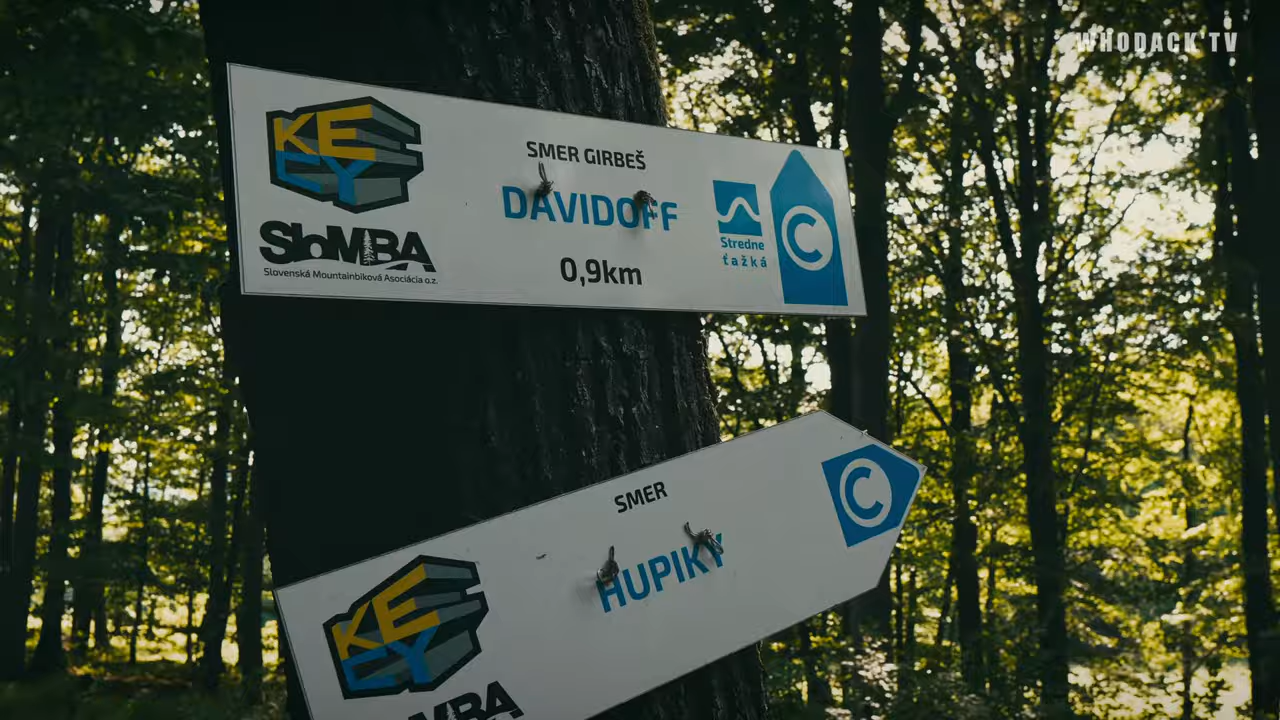 WHODACK TV
KE
CY
SMER GIRBEŠ
DAVIDOFF
0,9km
Stredne
ťažká
C
SloMBA
Slovenská Mountainbiková Asociácia o.z.
SMER
HUPIKY
C
KE
CY
SloMBA